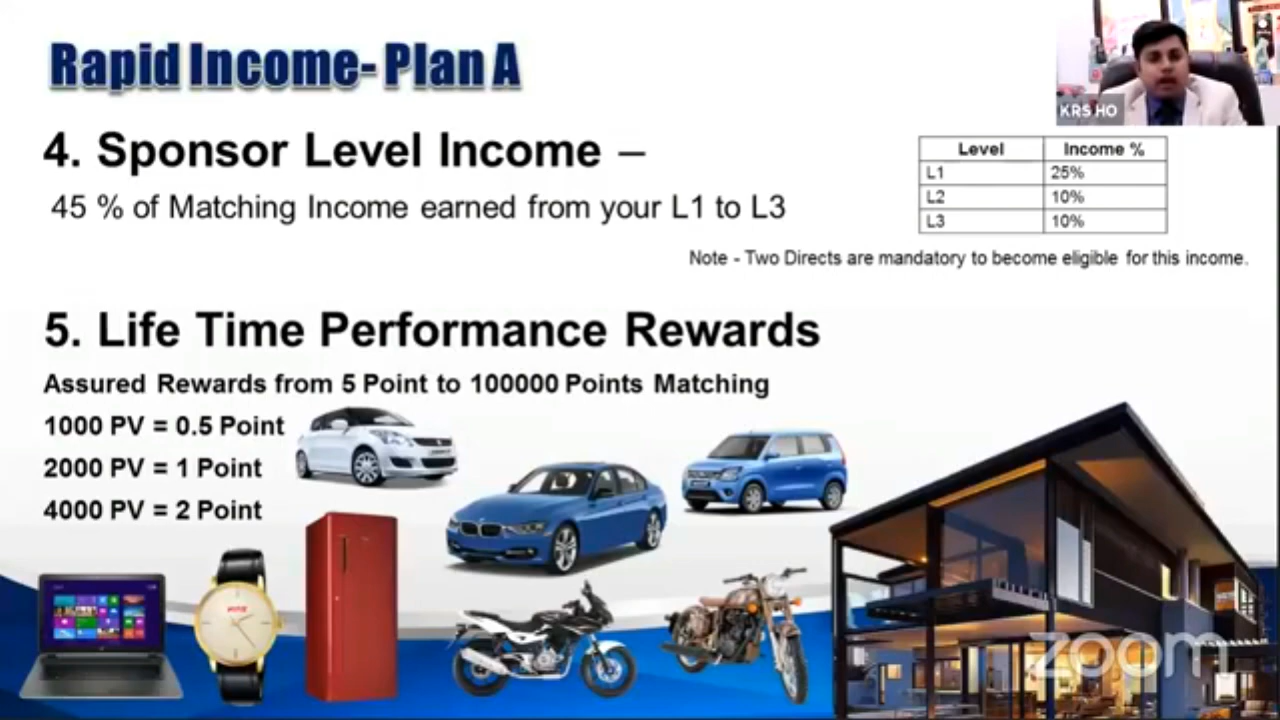 Rapid Income- Plan A
KRS HO
4. Sponsor Level Income –
45 % of Matching Income earned from your L1 to L3
Level Income %
L1 25%
L2 10%
L3 10%
Note - Two Directs are mandatory to become eligible for this income.
5. Life Time Performance Rewards
Assured Rewards from 5 Point to 100000 Points Matching
1000 PV = 0.5 Point
2000 PV = 1 Point
4000 PV = 2 Point
zoom